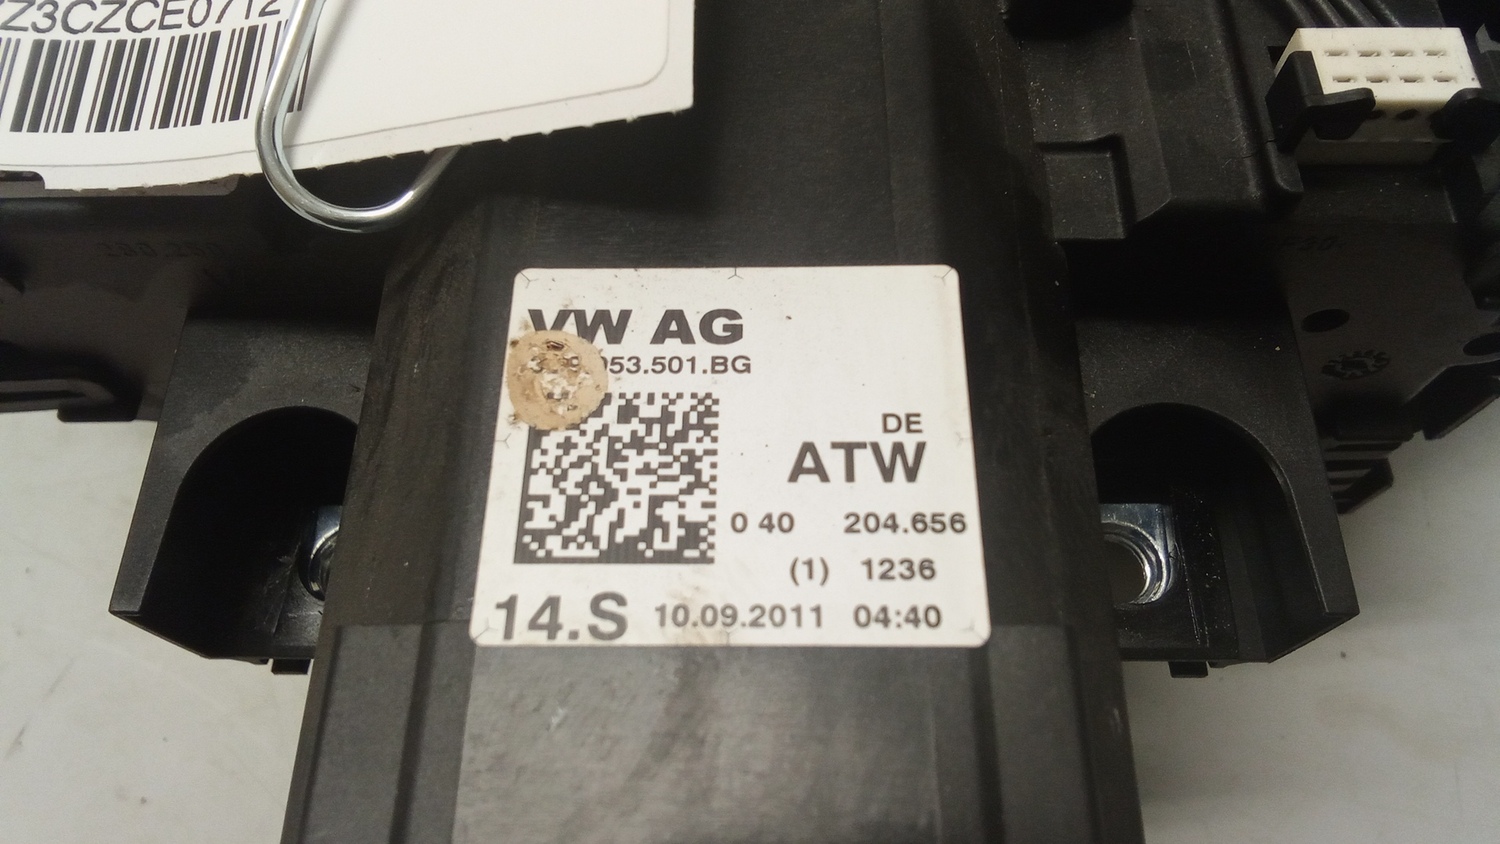 Z3CZCE0712
VW AG
053.501.BG
DE
ATW
0 40 204.656
(1) 1236
14.S 10.09.2011 04:40